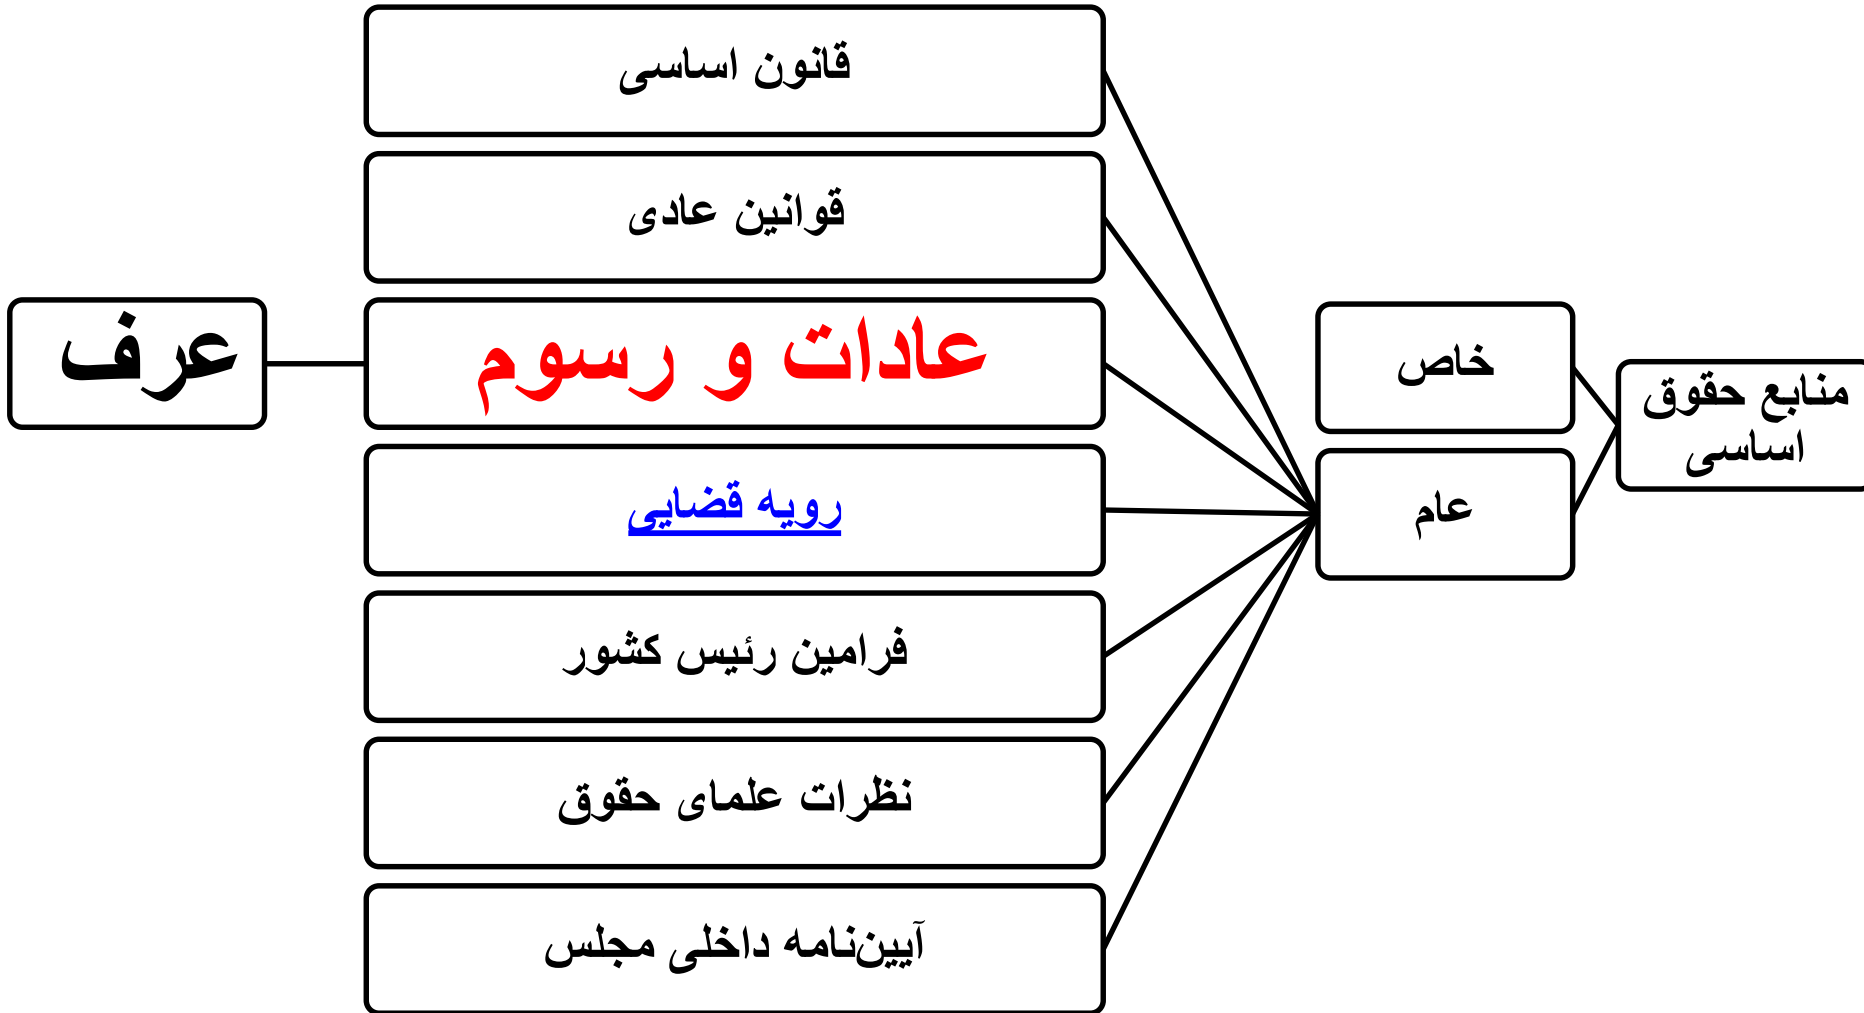 منابع حقوق
اساسی
خاص
عام
قانون اساسی
قوانین عادی
عادات و رسوم
عرف
رویه قضایی
فرامین رئیس کشور
نظرات علمای حقوق
آیین‌نامه داخلی مجلس